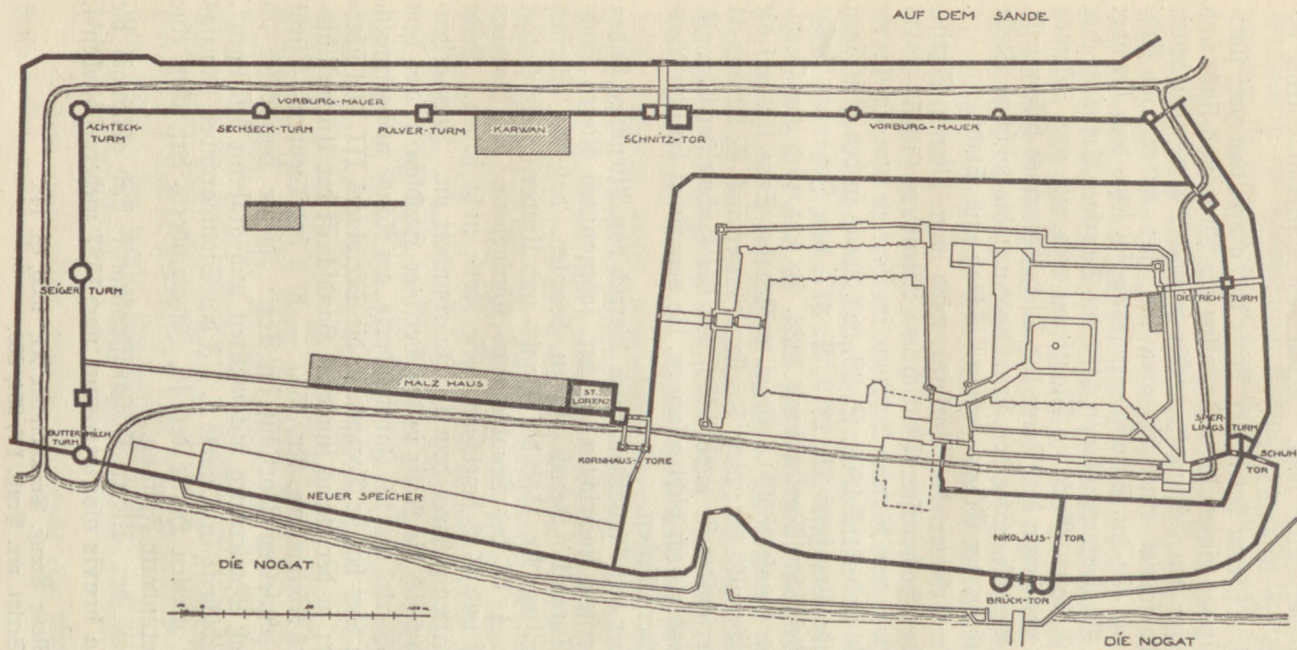 AUF DEM SANDE
VORBURG-MAUER
ACHTECK-
TURM
SECHSECK-TURM
PULVER-TURM
KARWAN
SCHNITZ-TOR
VORBURG-MAUER
SEIGER TURM
DIETRICH-TURM
MALZ HAUS
ST.
LORENZ
BUTTERMILCH
TURM
KORNHAUS-TORE
SPER-
LINGS TURM
SCHUH
TOR
NEUER SPEICHER
NIKOLAUS-TOR
DIE NOGAT
BRÜCK-TOR
DIE NOGAT